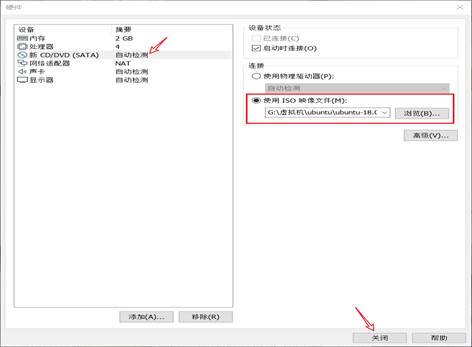 硬件
设备
摘要
内存
2 GB
处理器
4
新 CD/DVD (SATA)
自动检测
网络适配器
NAT
声卡
自动检测
显示器
自动检测
添加(A)...
移除(R)
设备状态
已连接(C)
启动时连接(O)
连接
使用物理驱动器(P):
自动检测
使用 ISO 映像文件(M):
G:\虚拟机\ubuntu\ubuntu-18.0
浏览(B)...
高级(V)...
关闭
帮助